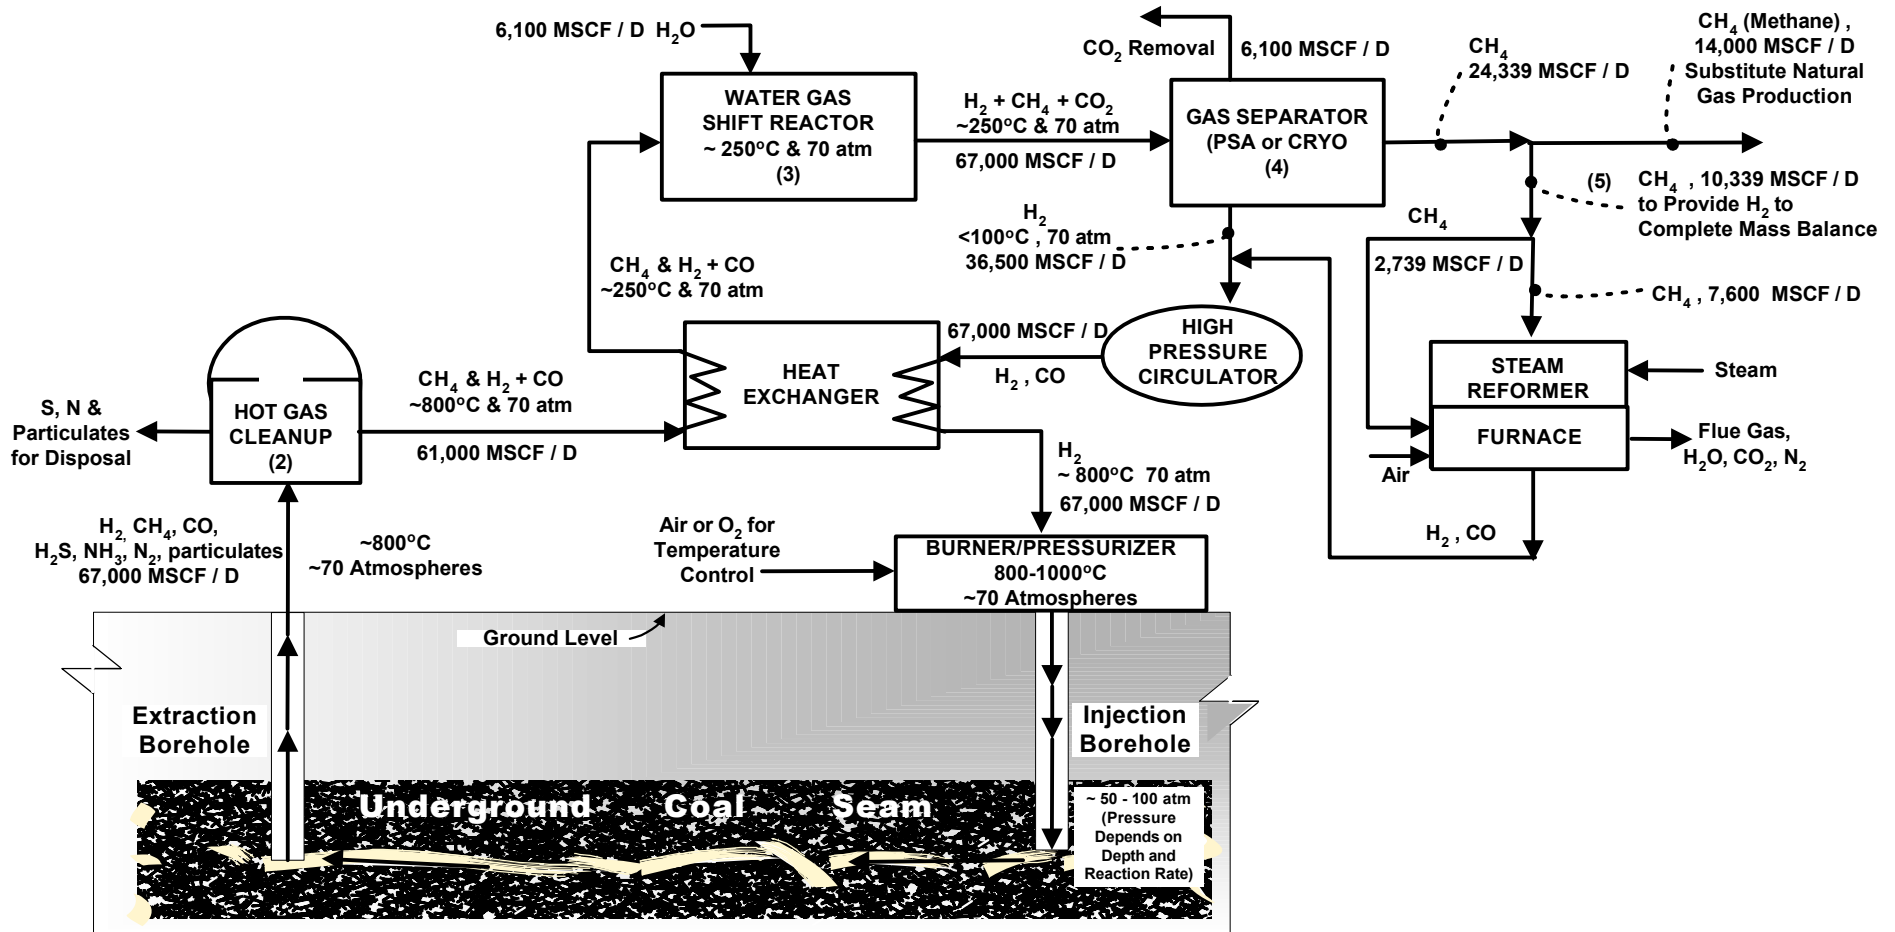 6,100 MSCF / D H₂O
WATER GAS
SHIFT REACTOR
~ 250°C & 70 atm
(3)
H₂ + CH₄ + CO₂
~250°C & 70 atm
67,000 MSCF / D
CO₂ Removal
6,100 MSCF / D
GAS SEPARATOR
(PSA or CRYO
(4)
CH₄
24,339 MSCF / D
CH₄ (Methane) ,
14,000 MSCF / D
Substitute Natural
Gas Production
(5)
CH₄ , 10,339 MSCF / D
to Provide H₂ to
Complete Mass Balance
CH₄
2,739 MSCF / D
CH₄ , 7,600 MSCF / D
H₂
<100°C , 70 atm
36,500 MSCF / D
CH₄ & H₂ + CO
~250°C & 70 atm
HIGH
PRESSURE
CIRCULATOR
67,000 MSCF / D
H₂ , CO
HEAT
EXCHANGER
STEAM
REFORMER
Steam
FURNACE
Air
Flue Gas,
H₂O, CO₂, N₂
H₂ , CO
S, N &
Particulates
for Disposal
HOT GAS
CLEANUP
(2)
CH₄ & H₂ + CO
~800°C & 70 atm
61,000 MSCF / D
H₂
~ 800°C 70 atm
67,000 MSCF / D
H₂, CH₄, CO,
H₂S, NH₃, N₂, particulates
67,000 MSCF / D
~800°C
~70 Atmospheres
Air or O₂ for
Temperature
Control
BURNER/PRESSURIZER
800-1000°C
~70 Atmospheres
Ground Level
Extraction
Borehole
Injection
Borehole
Underground Coal Seam
~ 50 - 100 atm
(Pressure
Depends on
Depth and
Reaction Rate)